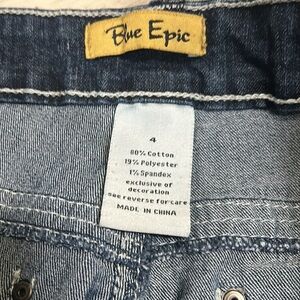 Blue Epic
4
80% Cotton
19% Polyester
1% Spandex
exclusive of
decoration
see reverse for care
MADE IN CHINA